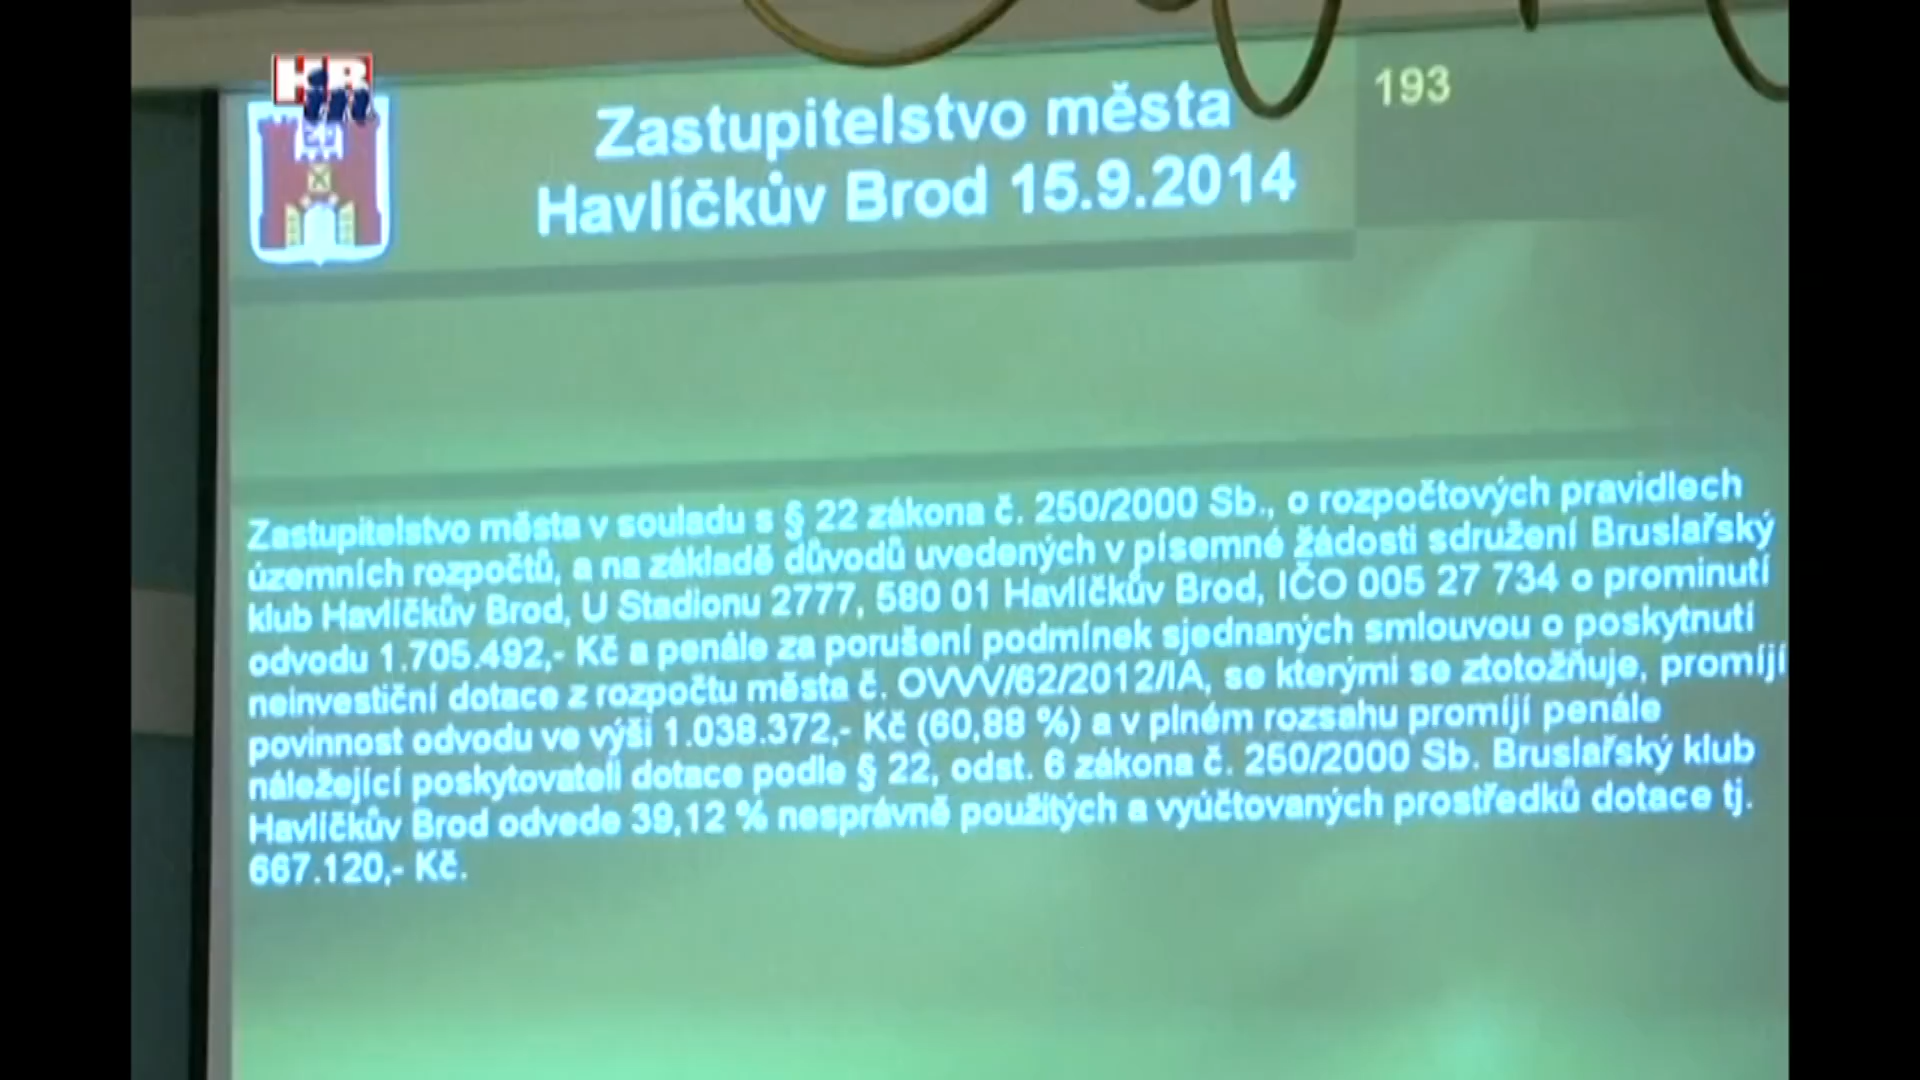 Zastupitelstvo města
Havlíčkův Brod 15.9.2014
193
Zastupitelstvo města v souladu s § 22 zákona č. 250/2000 Sb., o rozpočtových pravidlech
územních rozpočtů, a na základě důvodů uvedených v písemné žádosti sdružení Bruslařský
klub Havlíčkův Brod, U Stadionu 2777, 580 01 Havlíčkův Brod, IČO 005 27 734 o prominutí
odvodu 1.705.492,- Kč a penále za porušení podmínek sjednaných smlouvou o poskytnutí
neinvestiční dotace z rozpočtu města č. OVVV/62/2012/IA, se kterými se ztotožňuje, promíjí
povinnost odvodu ve výši 1.038.372,- Kč (60,88 %) a v plném rozsahu promíjí penále
náležející poskytovateli dotace podle § 22, odst. 6 zákona č. 250/2000 Sb. Bruslařský klub
Havlíčkův Brod odvede 39,12 % nesprávně použitých a vyúčtovaných prostředků dotace tj.
667.120,- Kč.